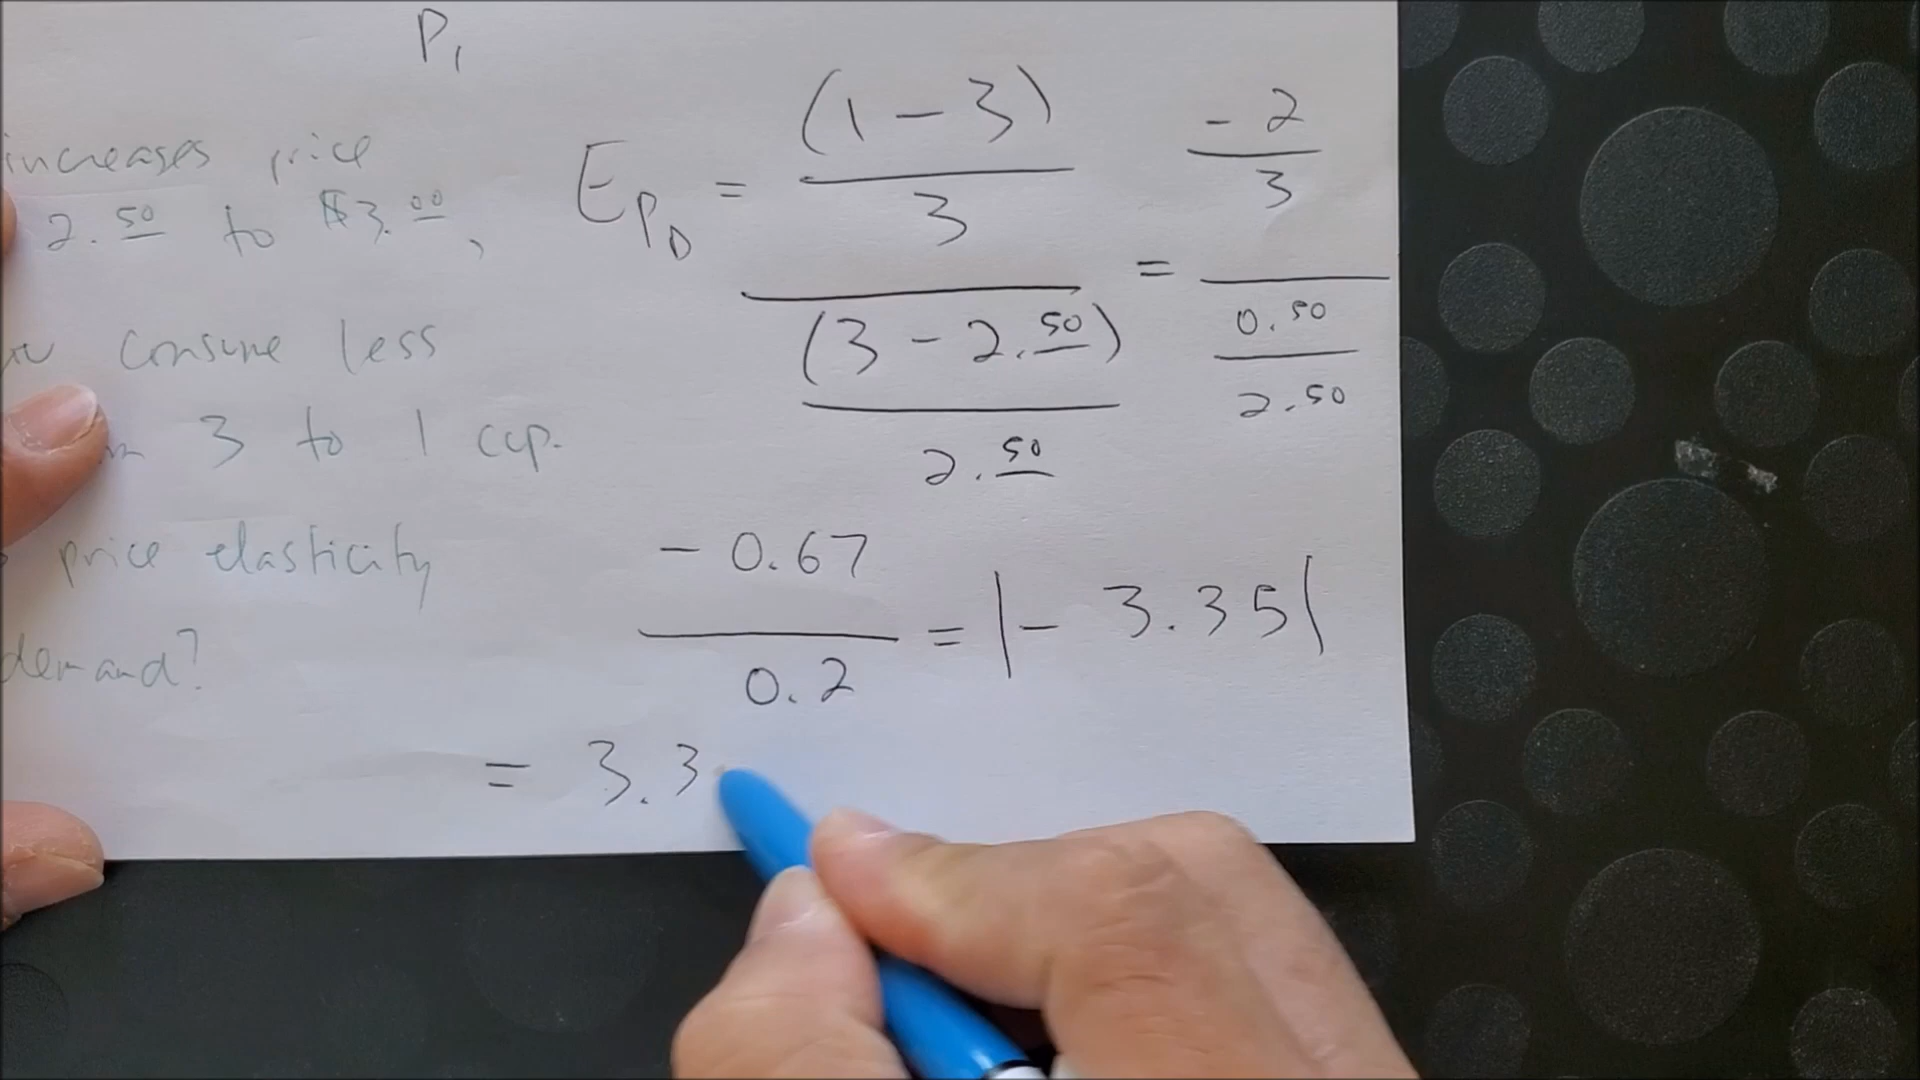 P₁
increases price
2.50 to $3.00,
consume less
3 to 1 cup.
price elasticity
demand?
E_{P_D} = ((1 - 3) / 3) / ((3 - 2.50) / 2.50) = (-2 / 3) / (0.50 / 2.50)
-0.67 / 0.2 = |-3.35|
= 3.3